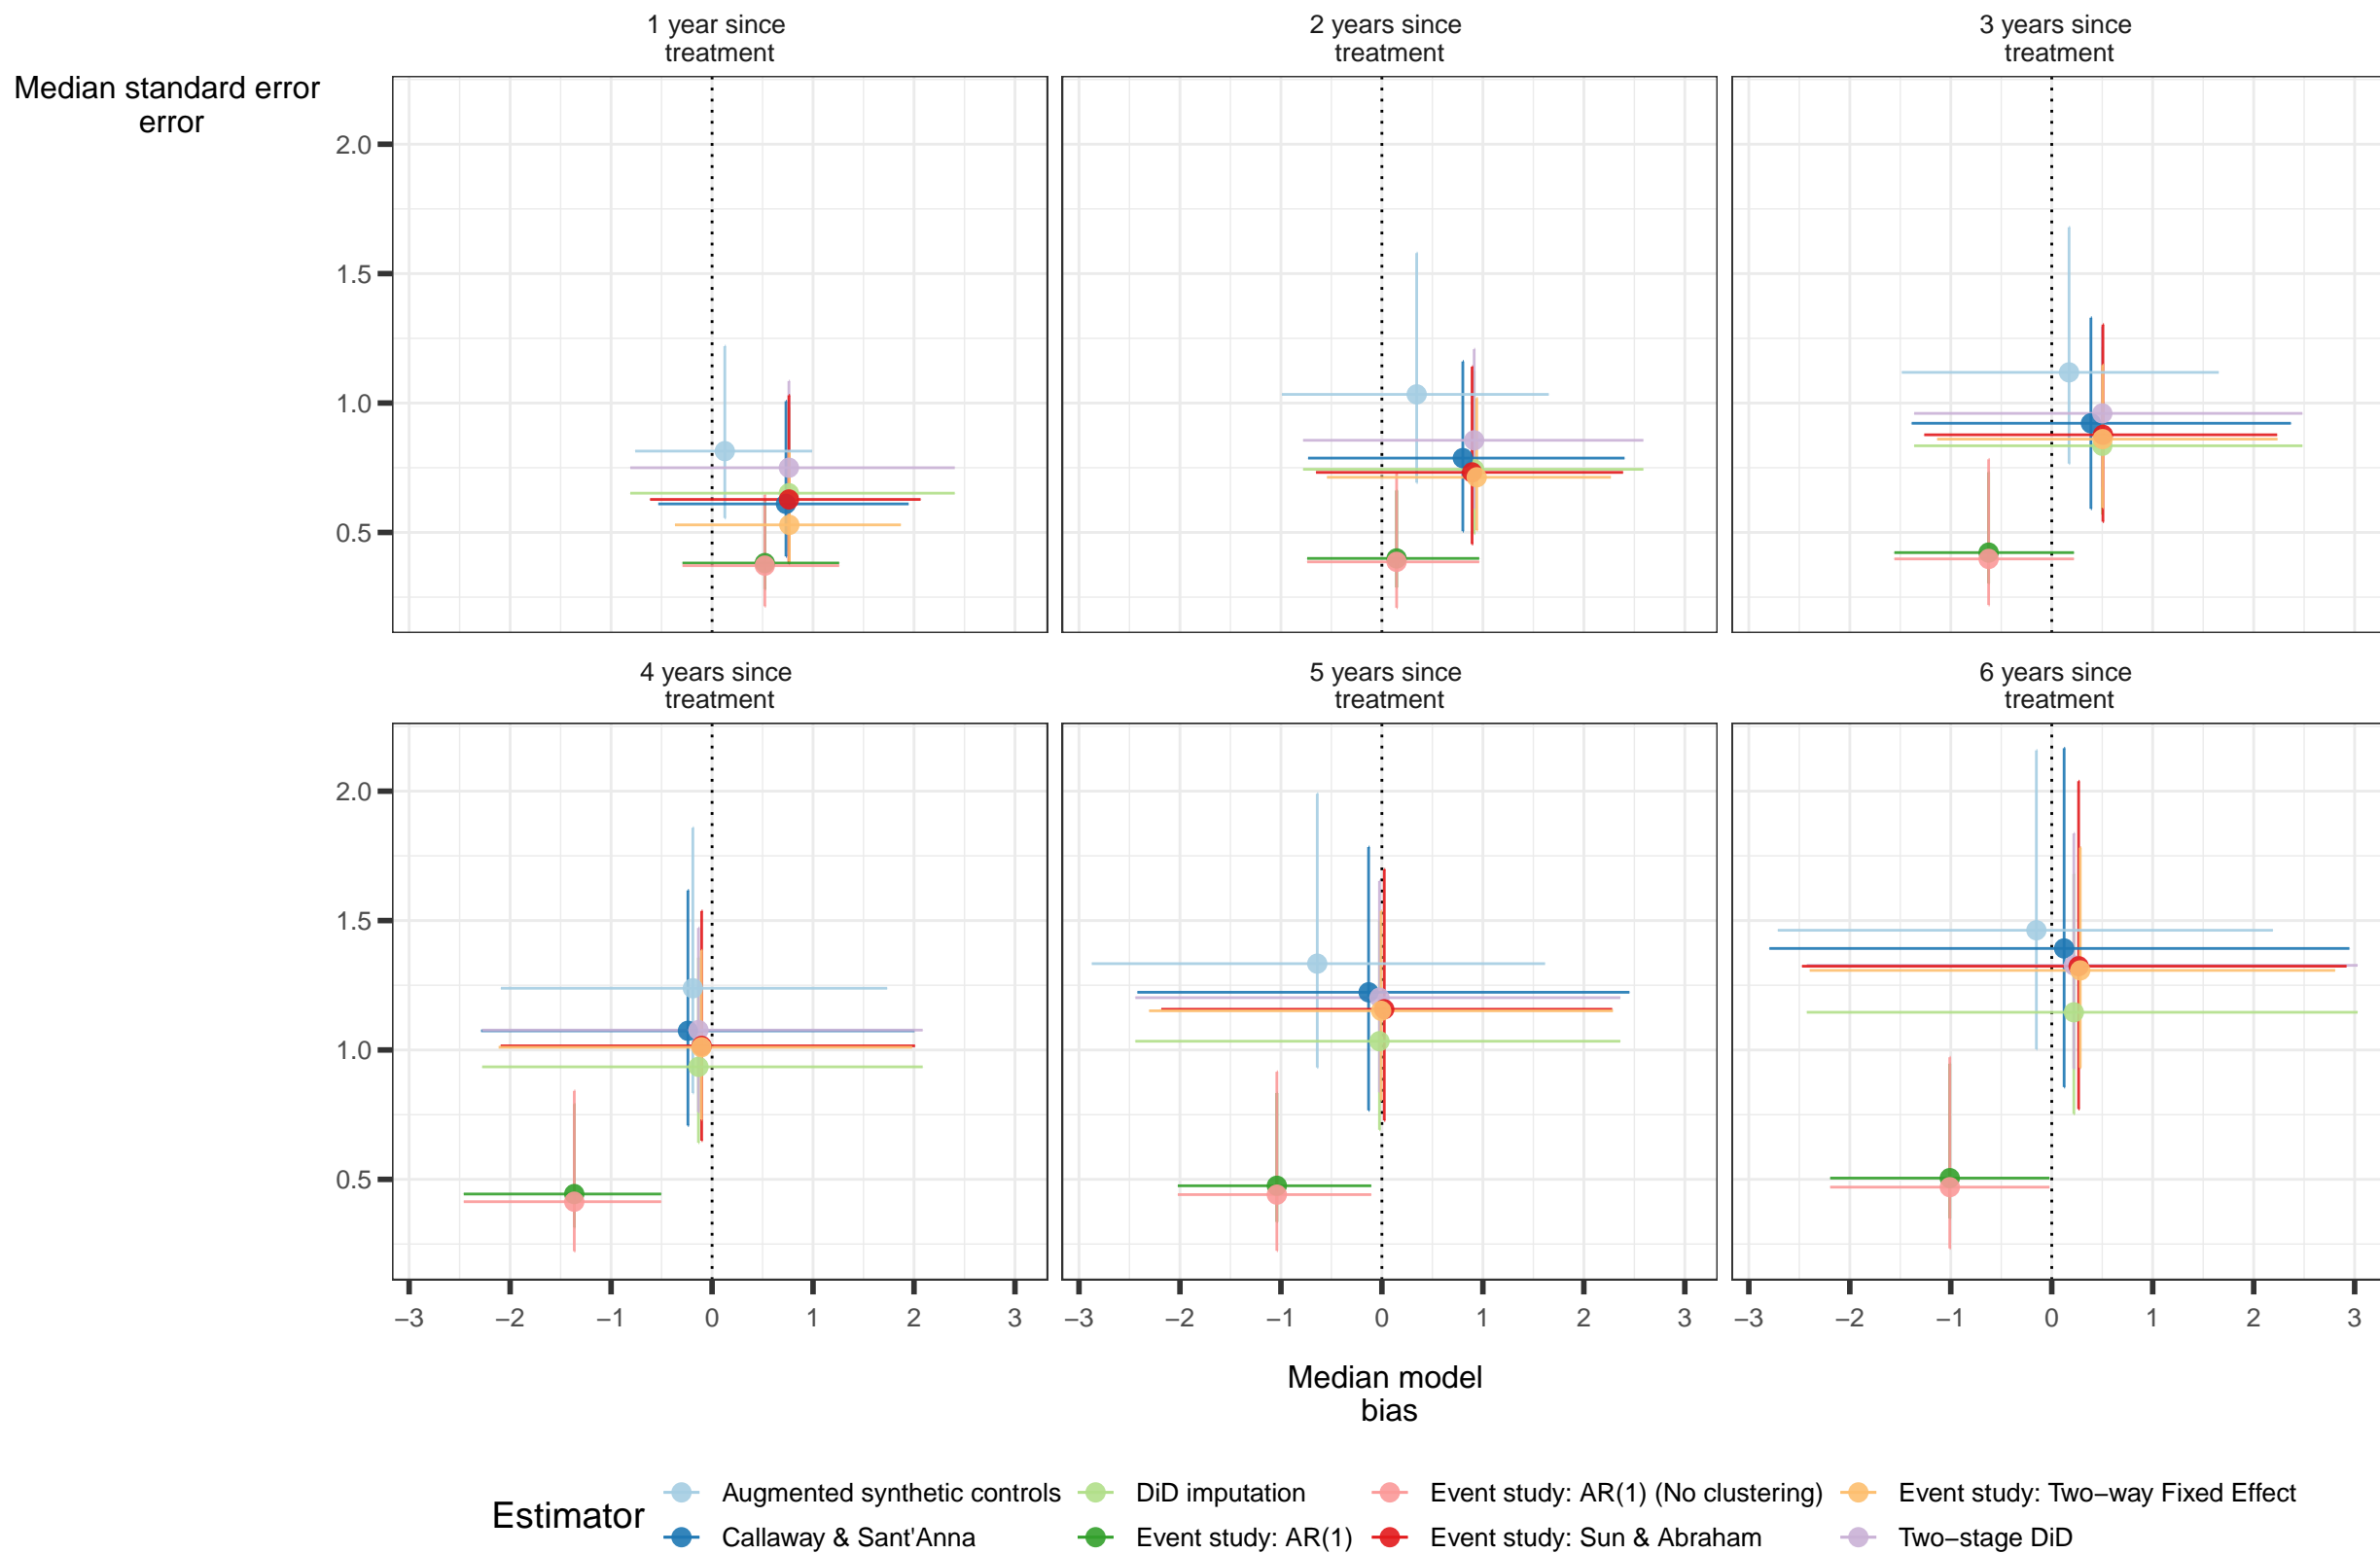 1 year since
treatment
2 years since
treatment
3 years since
treatment
Median standard error
error
2.0
1.5
1.0
0.5
4 years since
treatment
5 years since
treatment
6 years since
treatment
2.0
1.5
1.0
0.5
−3 −2 −1 0 1 2 3
−3 −2 −1 0 1 2 3
−3 −2 −1 0 1 2 3
Median model
bias
Estimator
Augmented synthetic controls
Callaway & Sant'Anna
DiD imputation
Event study: AR(1)
Event study: AR(1) (No clustering)
Event study: Sun & Abraham
Event study: Two−way Fixed Effect
Two−stage DiD